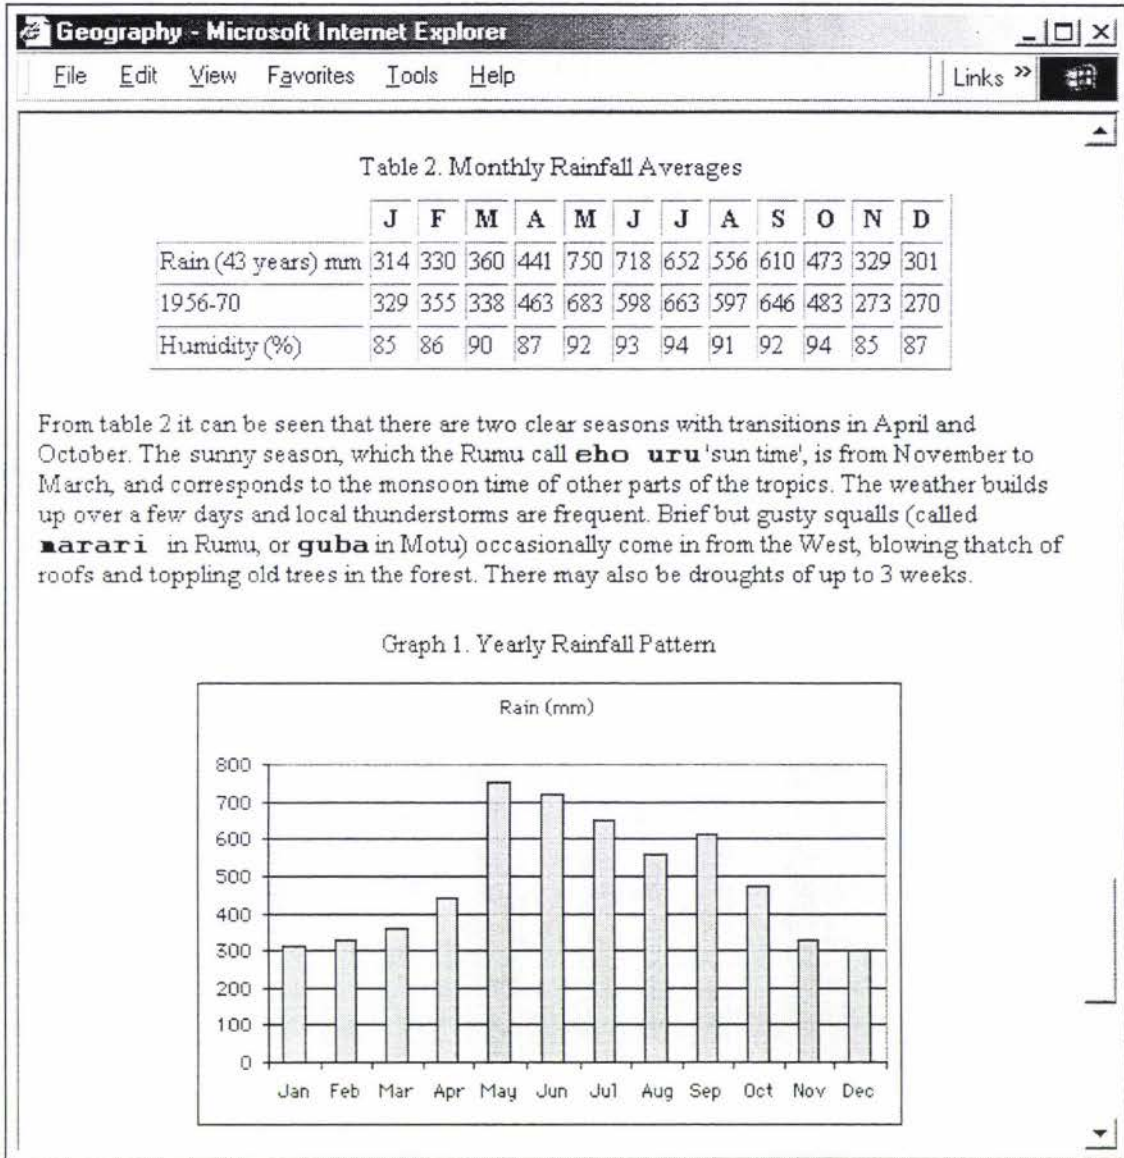 Geography - Microsoft Internet Explorer
File Edit View Favorites Tools Help Links »
Table 2. Monthly Rainfall Averages
J F M A M J J A S O N D
Rain (43 years) mm 314 330 360 441 750 718 652 556 610 473 329 301
1956-70 329 355 338 463 683 598 663 597 646 483 273 270
Humidity (%) 85 86 90 87 92 93 94 91 92 94 85 87
From table 2 it can be seen that there are two clear seasons with transitions in April and
October. The sunny season, which the Rumu call eho uru 'sun time', is from November to
March, and corresponds to the monsoon time of other parts of the tropics. The weather builds
up over a few days and local thunderstorms are frequent. Brief but gusty squalls (called
marari in Rumu, or guba in Motu) occasionally come in from the West, blowing thatch of
roofs and toppling old trees in the forest. There may also be droughts of up to 3 weeks.
Graph 1. Yearly Rainfall Pattern
Rain (mm)
800
700
600
500
400
300
200
100
0
Jan Feb Mar Apr May Jun Jul Aug Sep Oct Nov Dec